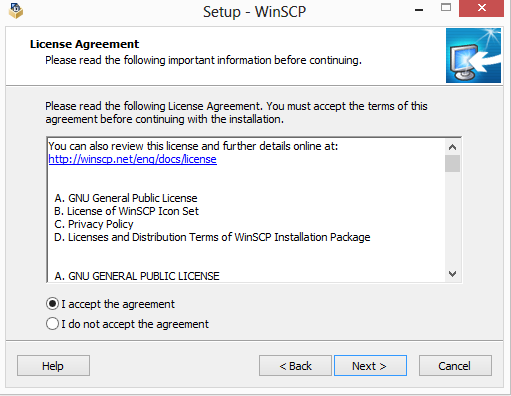 Setup - WinSCP
License Agreement
Please read the following important information before continuing.
Please read the following License Agreement. You must accept the terms of this
agreement before continuing with the installation.
You can also review this license and further details online at:
http://winscp.net/eng/docs/license
A. GNU General Public License
B. License of WinSCP Icon Set
C. Privacy Policy
D. Licenses and Distribution Terms of WinSCP Installation Package
A. GNU GENERAL PUBLIC LICENSE
I accept the agreement
I do not accept the agreement
Help
< Back
Next >
Cancel